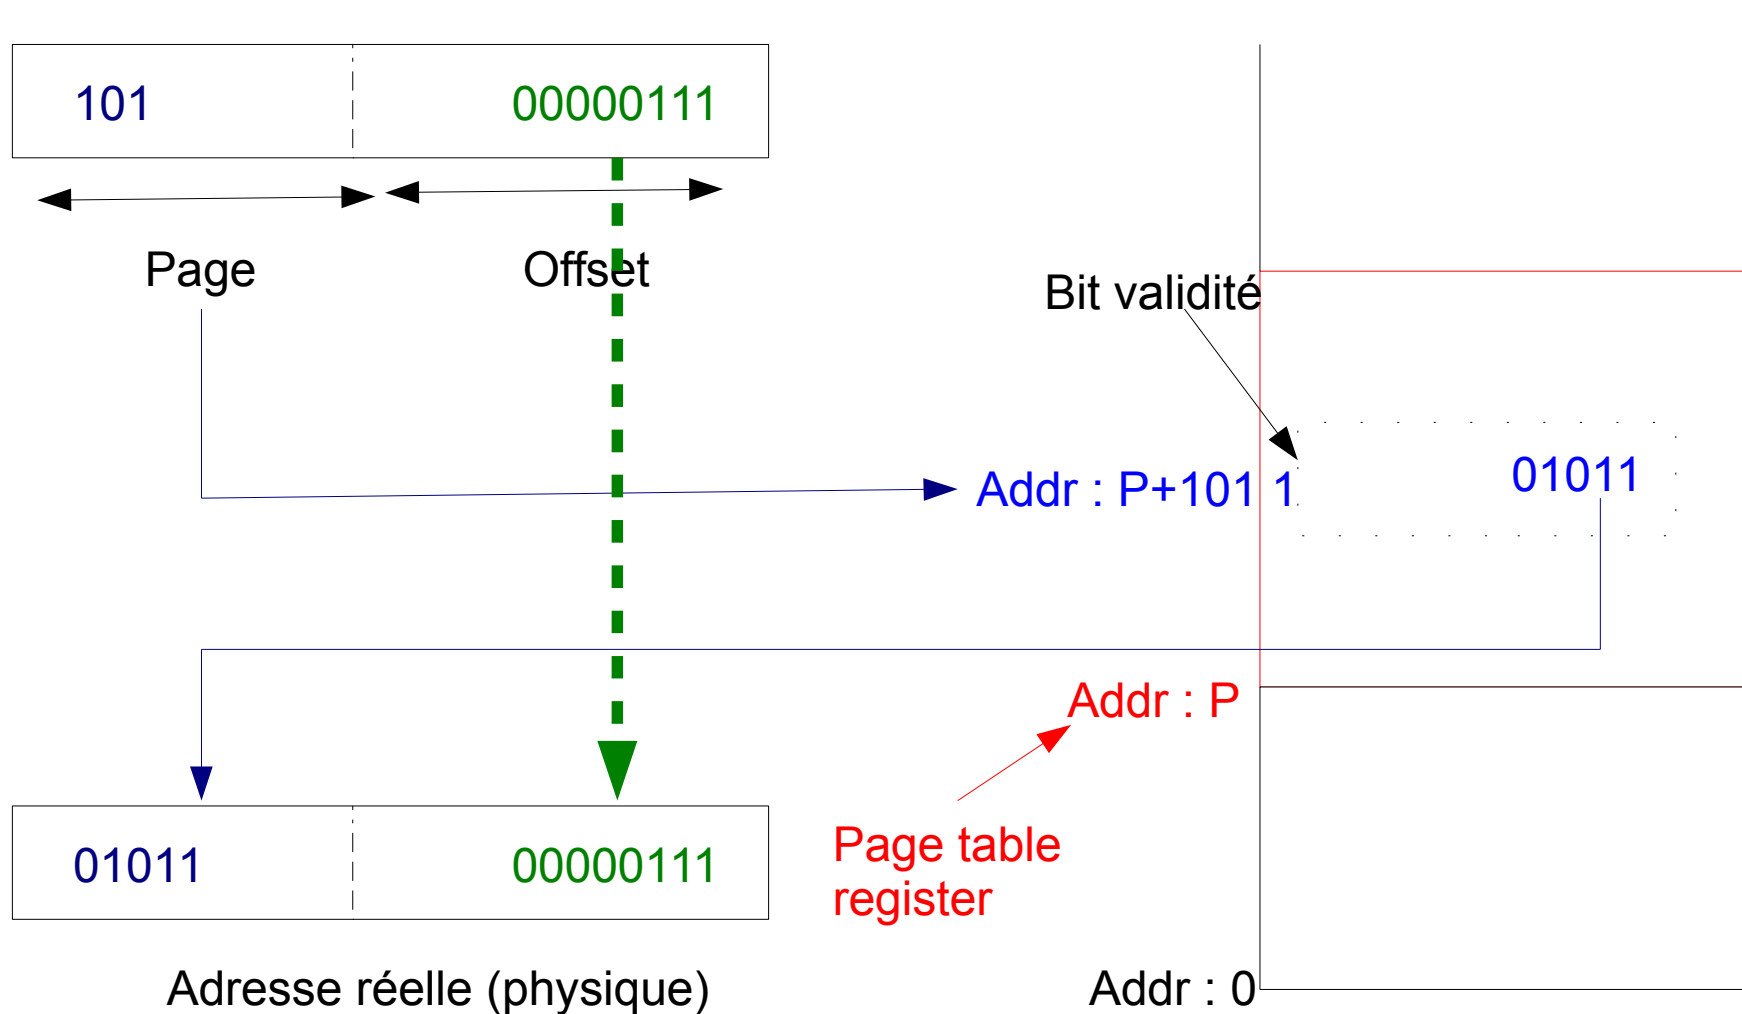 101 00000111
Page Offset
Bit validité
Addr : P+101 1 01011
Addr : P
01011 00000111
Page table
register
Adresse réelle (physique)
Addr : 0